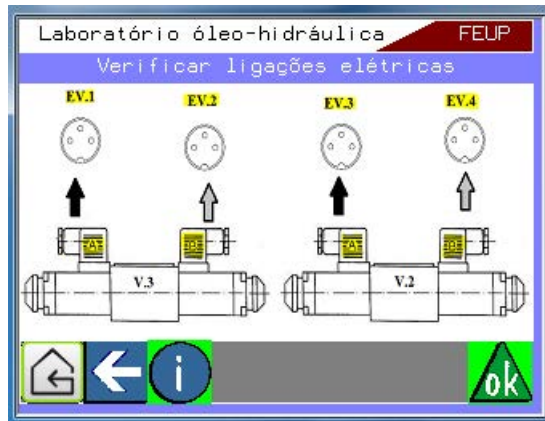 Laboratório óleo-hidráulica FEUP
Verificar ligações elétricas
EV.1 EV.2 EV.3 EV.4
A B A B
V.3 V.2
i ok